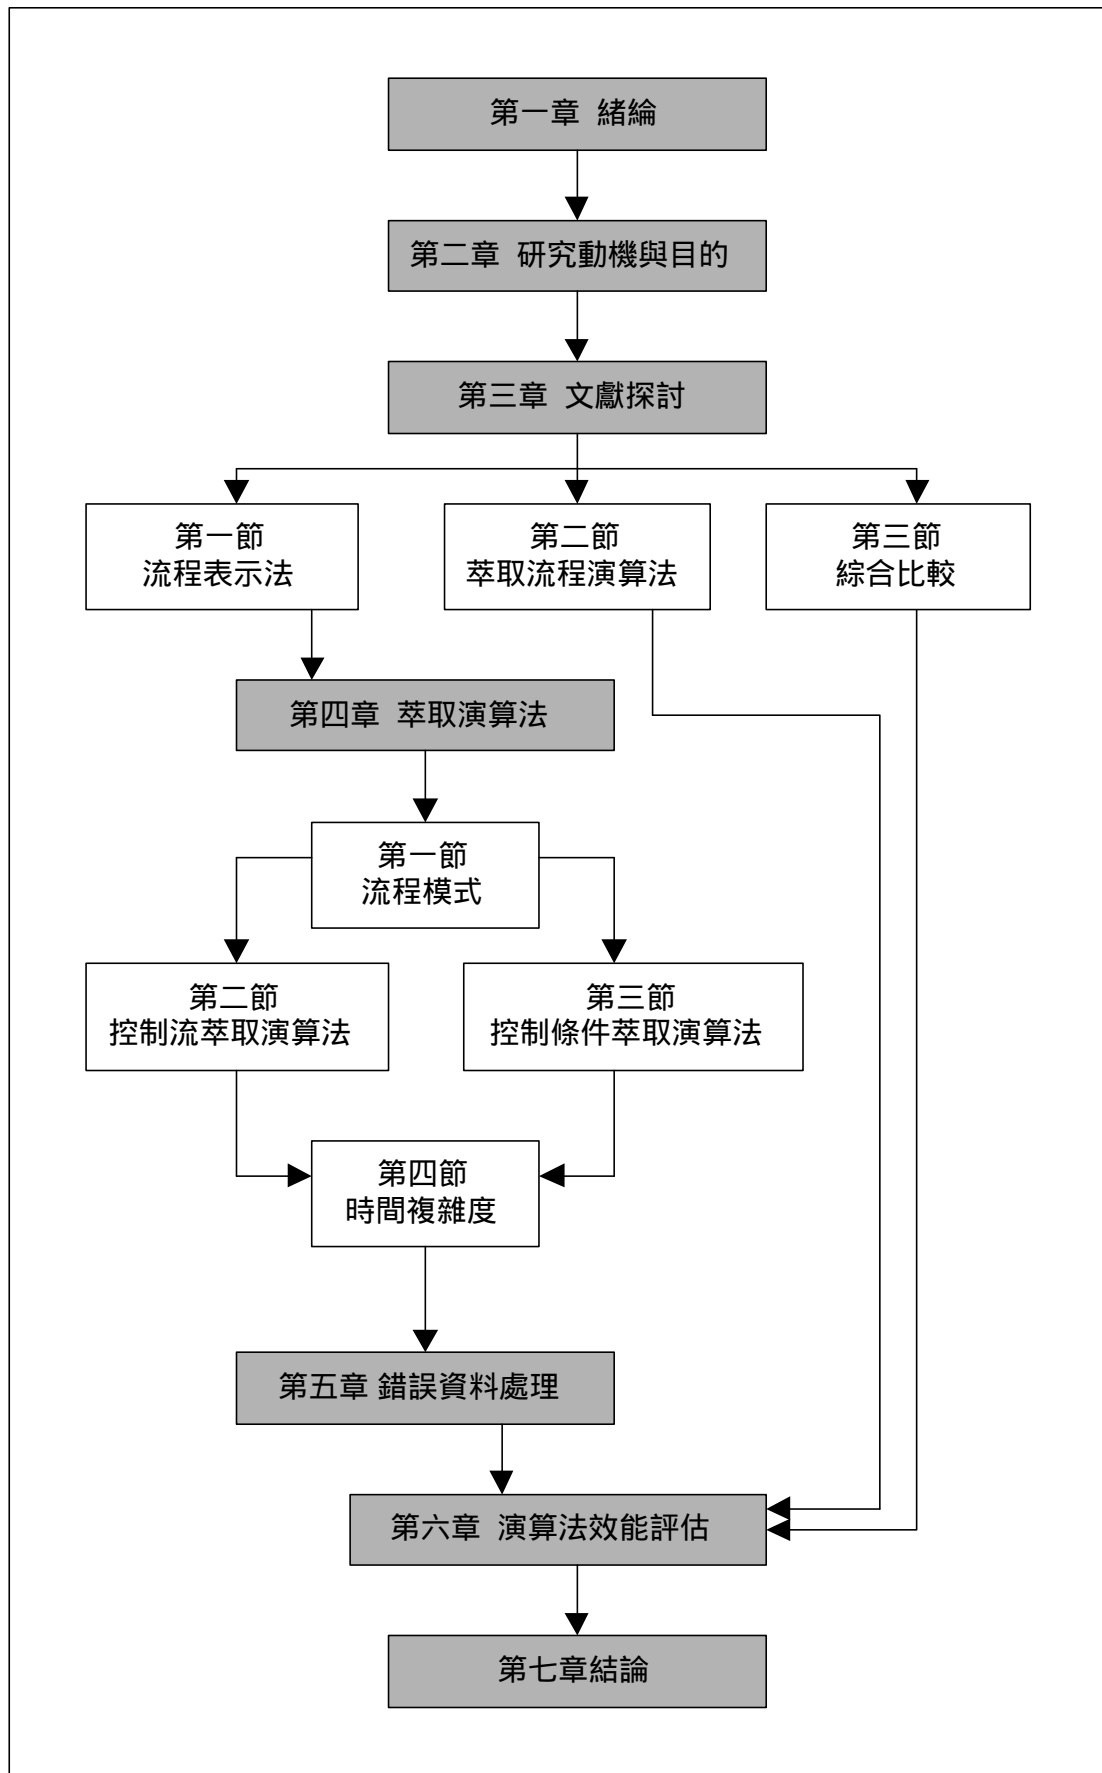 第一章 緒綸
第二章 研究動機與目的
第三章 文獻探討
第一節
流程表示法
第二節
萃取流程演算法
第三節
綜合比較
第四章 萃取演算法
第一節
流程模式
第二節
控制流萃取演算法
第三節
控制條件萃取演算法
第四節
時間複雜度
第五章 錯誤資料處理
第六章 演算法效能評估
第七章結論